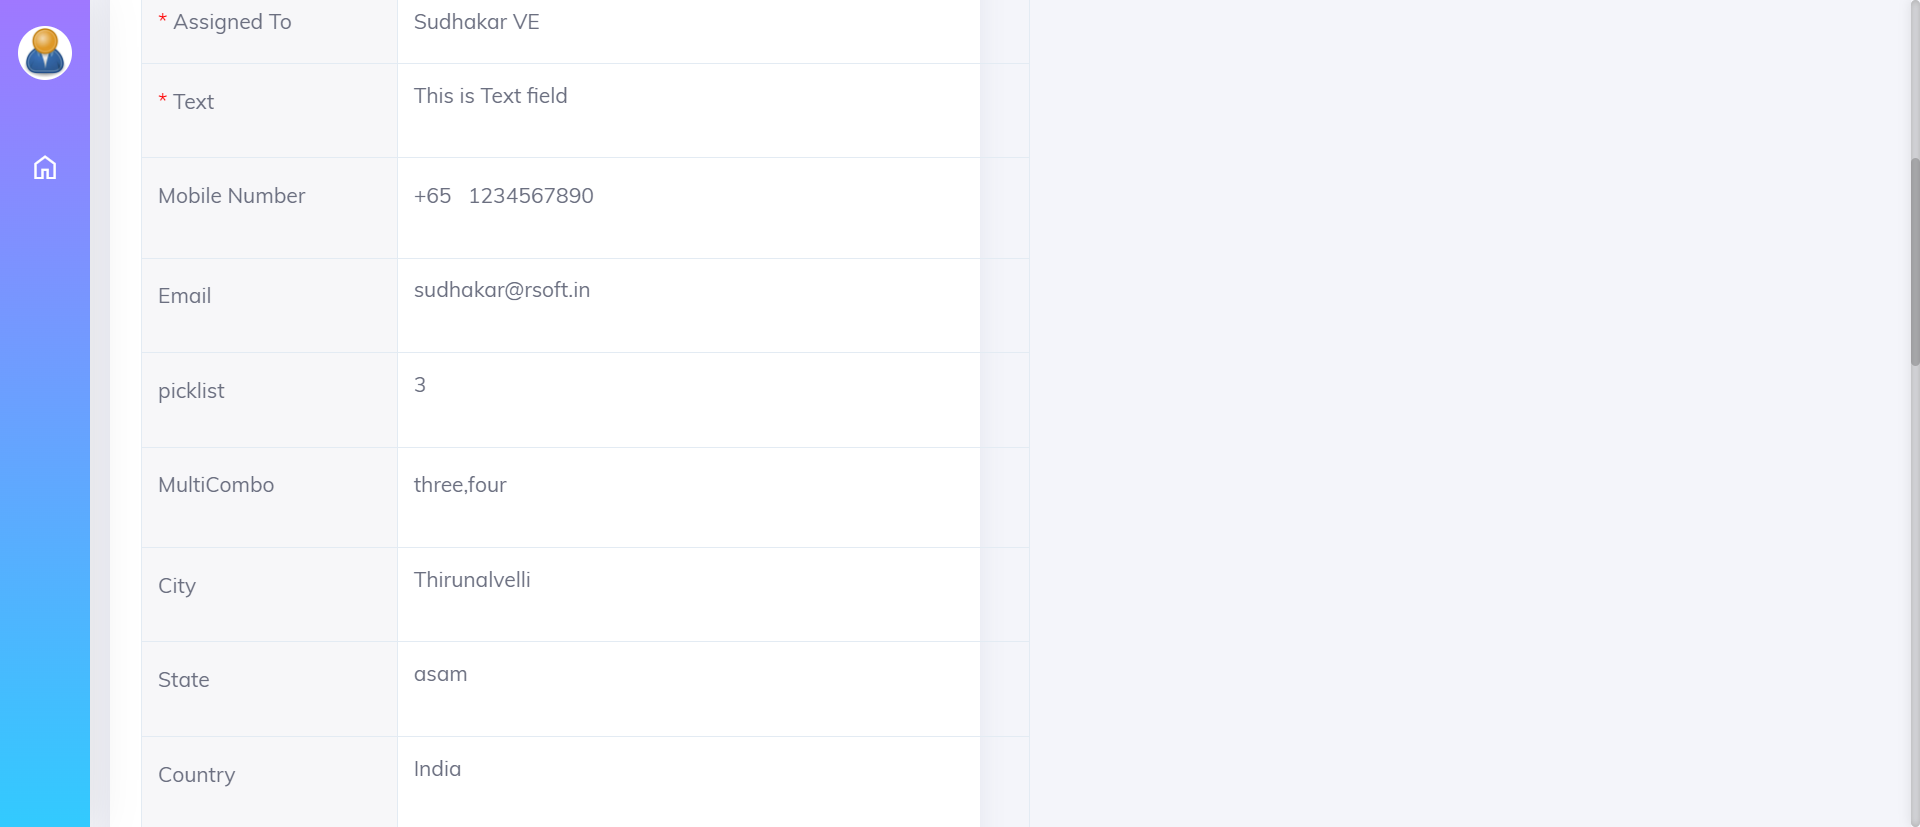 * Assigned To Sudhakar VE
* Text This is Text field
Mobile Number +65 1234567890
Email sudhakar@rsoft.in
picklist 3
MultiCombo three,four
City Thirunalvelli
State asam
Country India